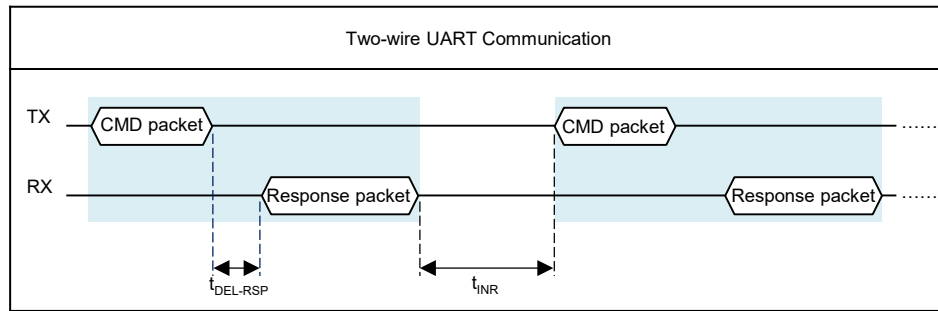 Two-wire UART Communication
TX
CMD packet
CMD packet
......
RX
Response packet
Response packet
......
tDEL-RSP
tINR